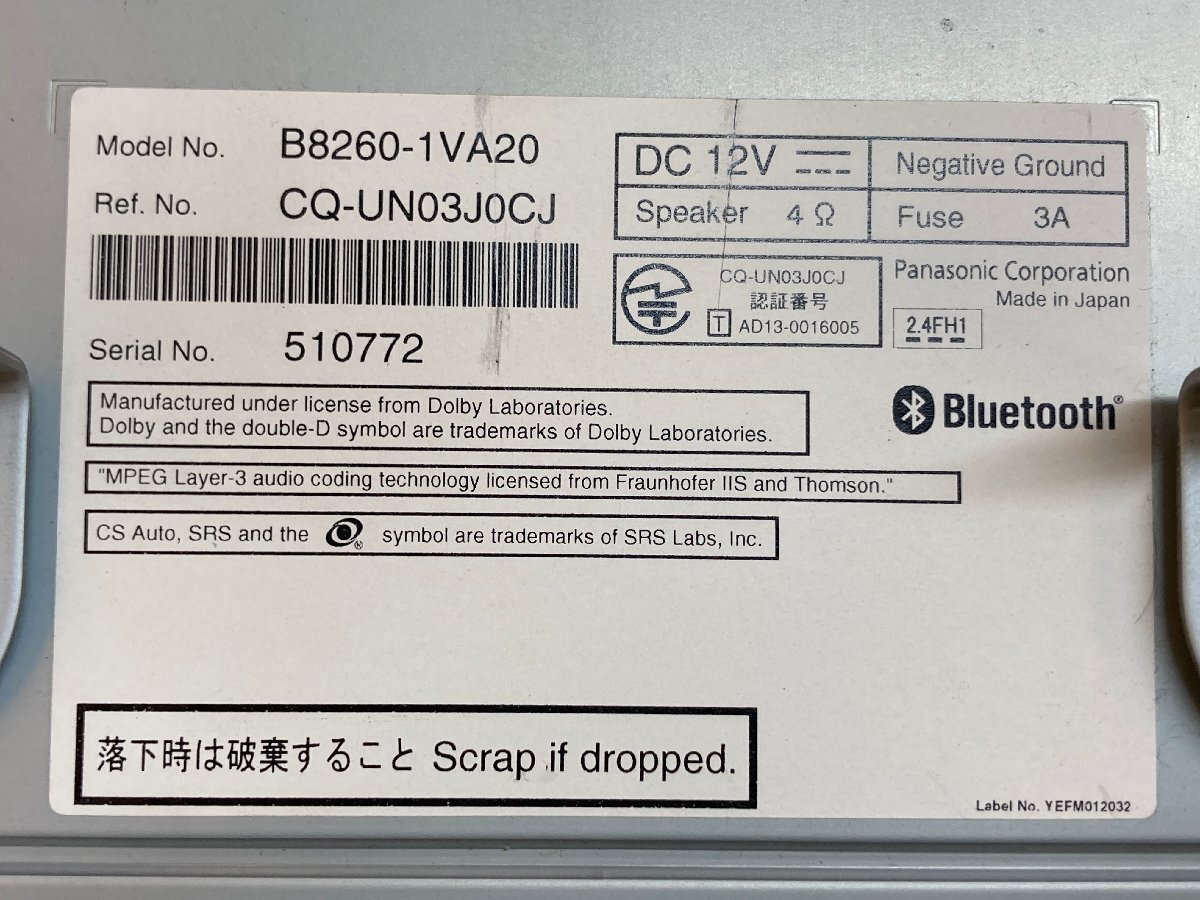 Model No. B8260-1VA20
Ref. No. CQ-UN03J0CJ
Serial No. 510772
DC 12V Negative Ground
Speaker 4 Ω Fuse 3A
CQ-UN03J0CJ
認証番号
T AD13-0016005
Panasonic Corporation
Made in Japan
2.4FH1
Bluetooth®
Manufactured under license from Dolby Laboratories.
Dolby and the double-D symbol are trademarks of Dolby Laboratories.
"MPEG Layer-3 audio coding technology licensed from Fraunhofer IIS and Thomson."
CS Auto, SRS and the ® symbol are trademarks of SRS Labs, Inc.
落下時は破棄すること Scrap if dropped.
Label No. YEFM012032